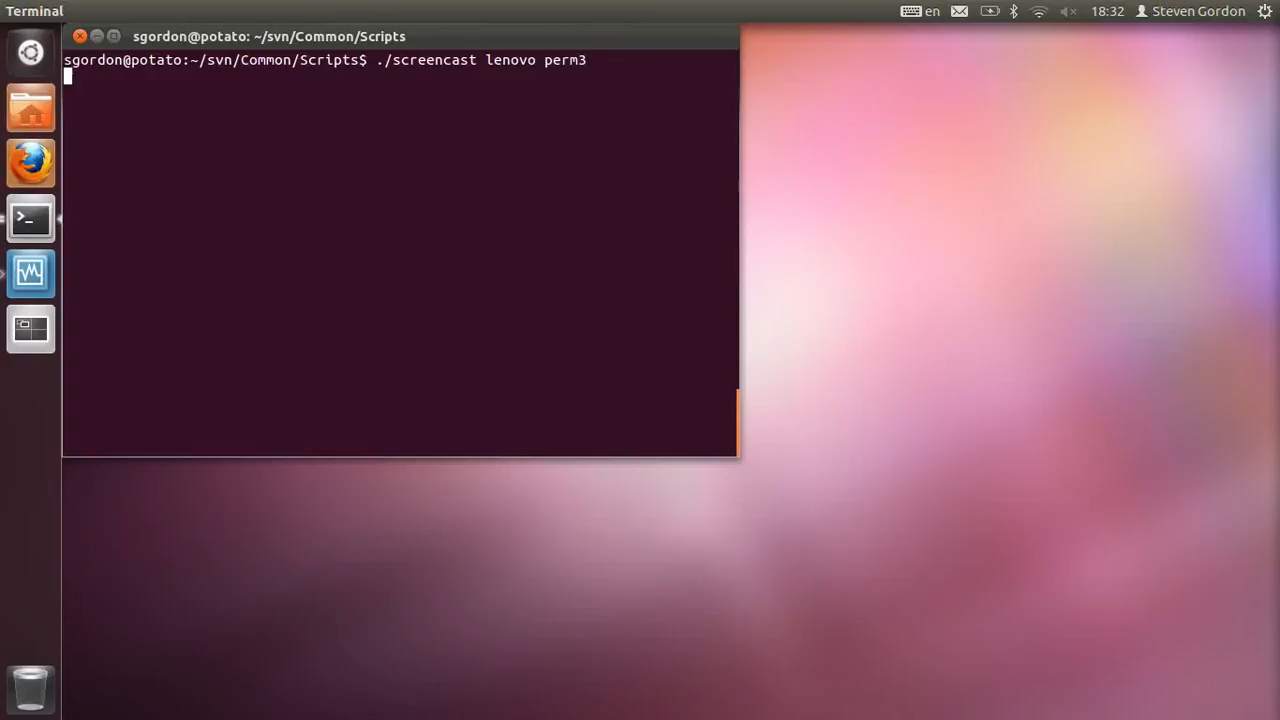 Terminal
en
18:32
Steven Gordon
sgordon@potato: ~/svn/Common/Scripts
sgordon@potato:~/svn/Common/Scripts$ ./screencast lenovo perm3